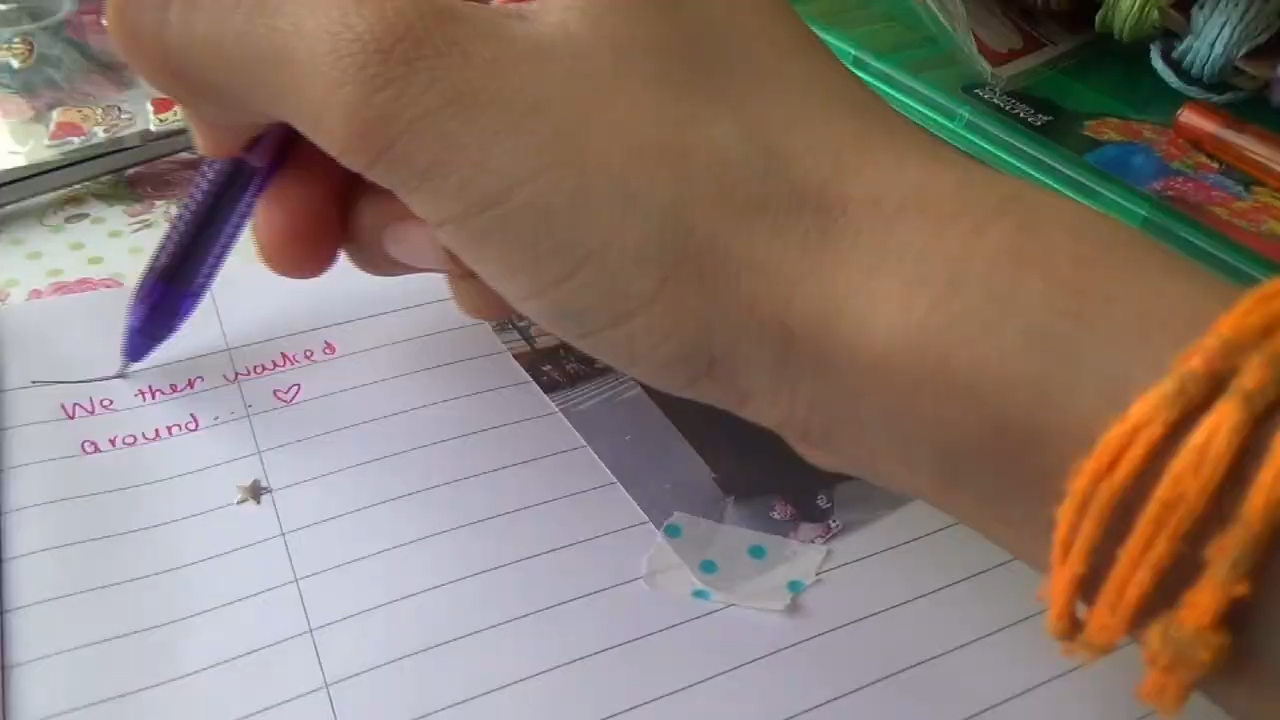 We then walked
around.... ♡